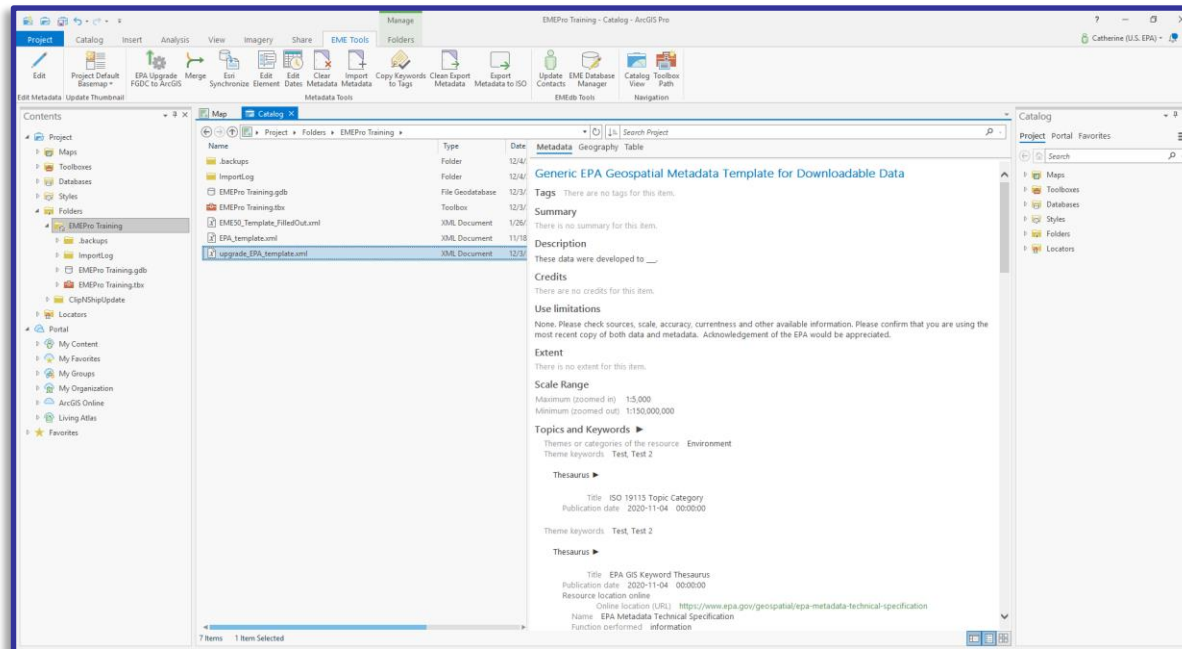 Manage
EMEPro Training - Catalog - ArcGIS Pro
?
Project Catalog Insert Analysis View Imagery Share EME Tools Folders
Catherine (U.S. EPA)
Edit
Project Default Basemap
EPA Upgrade FGDC to ArcGIS
Merge
Esri Synchronize
Edit Element
Edit Dates
Clear Metadata
Import Metadata
Copy Keywords to Tags
Clean Export Metadata
Export Metadata to ISO
Update Contacts
EME Database Manager
Catalog View
Toolbox Path
Edit Metadata Update Thumbnail Metadata Tools EMEdb Tools Navigation
Contents
Project
Maps
Toolboxes
Databases
Styles
Folders
EMEPro Training
.backups
ImportLog
EMEPro Training.gdb
EMEPro Training.tbx
ClipNShipUpdate
Locators
Portal
My Content
My Favorites
My Groups
My Organization
ArcGIS Online
Living Atlas
Favorites
Map Catalog
Project Folders EMEPro Training
Search Project
Name Type Date
.backups Folder 12/4/
ImportLog Folder 12/4/
EMEPro Training.gdb File Geodatabase 12/3/
EMEPro Training.tbx Toolbox 12/3/
EME50_Template_FilledOut.xml XML Document 1/26/
EPA_template.xml XML Document 11/18
upgrade_EPA_template.xml XML Document 12/3/
7 Items 1 Item Selected
Metadata Geography Table
Generic EPA Geospatial Metadata Template for Downloadable Data
Tags There are no tags for this item.
Summary
There is no summary for this item.
Description
These data were developed to __.
Credits
There are no credits for this item.
Use limitations
None. Please check sources, scale, accuracy, currentness and other available information. Please confirm that you are using the
most recent copy of both data and metadata. Acknowledgement of the EPA would be appreciated.
Extent
There is no extent for this item.
Scale Range
Maximum (zoomed in) 1:5,000
Minimum (zoomed out) 1:150,000,000
Topics and Keywords
Themes or categories of the resource Environment
Theme keywords Test, Test 2
Thesaurus
Title ISO 19115 Topic Category
Publication date 2020-11-04 00:00:00
Theme keywords Test, Test 2
Thesaurus
Title EPA GIS Keyword Thesaurus
Publication date 2020-11-04 00:00:00
Resource location online
Online location (URL) https://www.epa.gov/geospatial/epa-metadata-technical-specification
Name EPA Metadata Technical Specification
Function performed information
Catalog
Project Portal Favorites
Search
Maps
Toolboxes
Databases
Styles
Folders
Locators